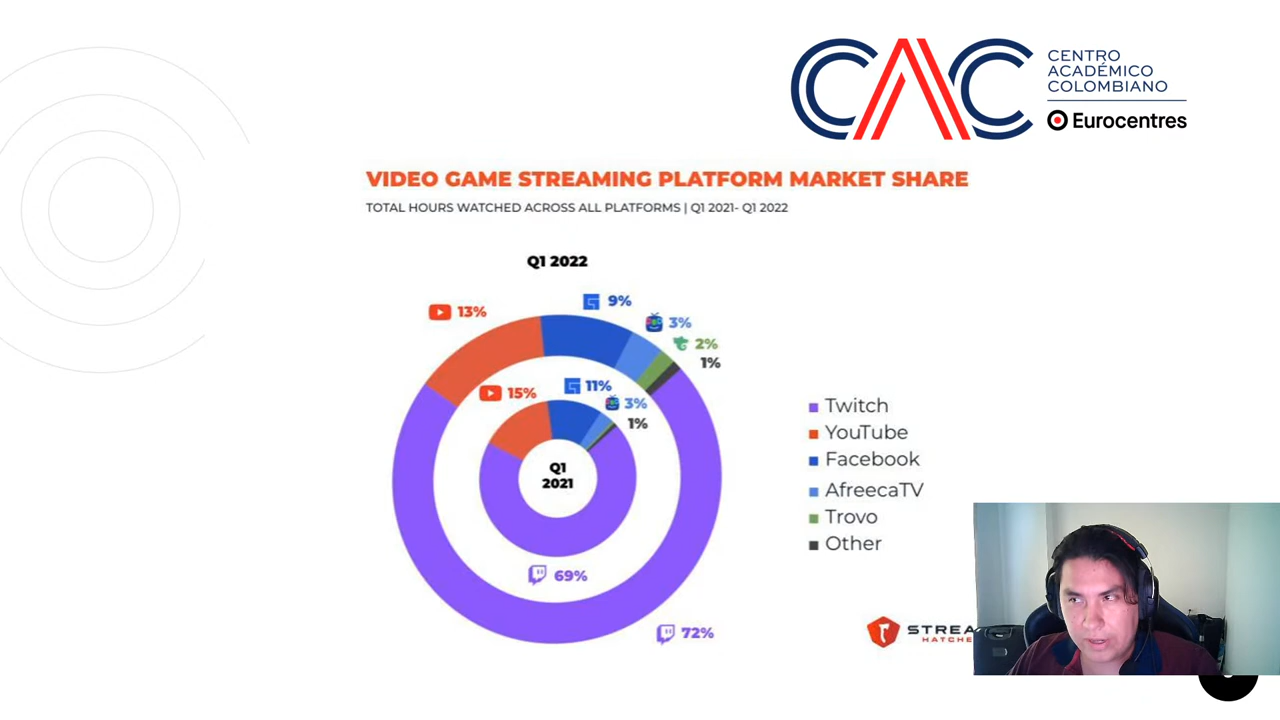 CAC
CENTRO
ACADÉMICO
COLOMBIANO
Eurocentres
VIDEO GAME STREAMING PLATFORM MARKET SHARE
TOTAL HOURS WATCHED ACROSS ALL PLATFORMS | Q1 2021- Q1 2022
Q1 2022
13%
9%
3%
2%
1%
15%
11%
3%
1%
Q1
2021
69%
72%
Twitch
YouTube
Facebook
AfreecaTV
Trovo
Other